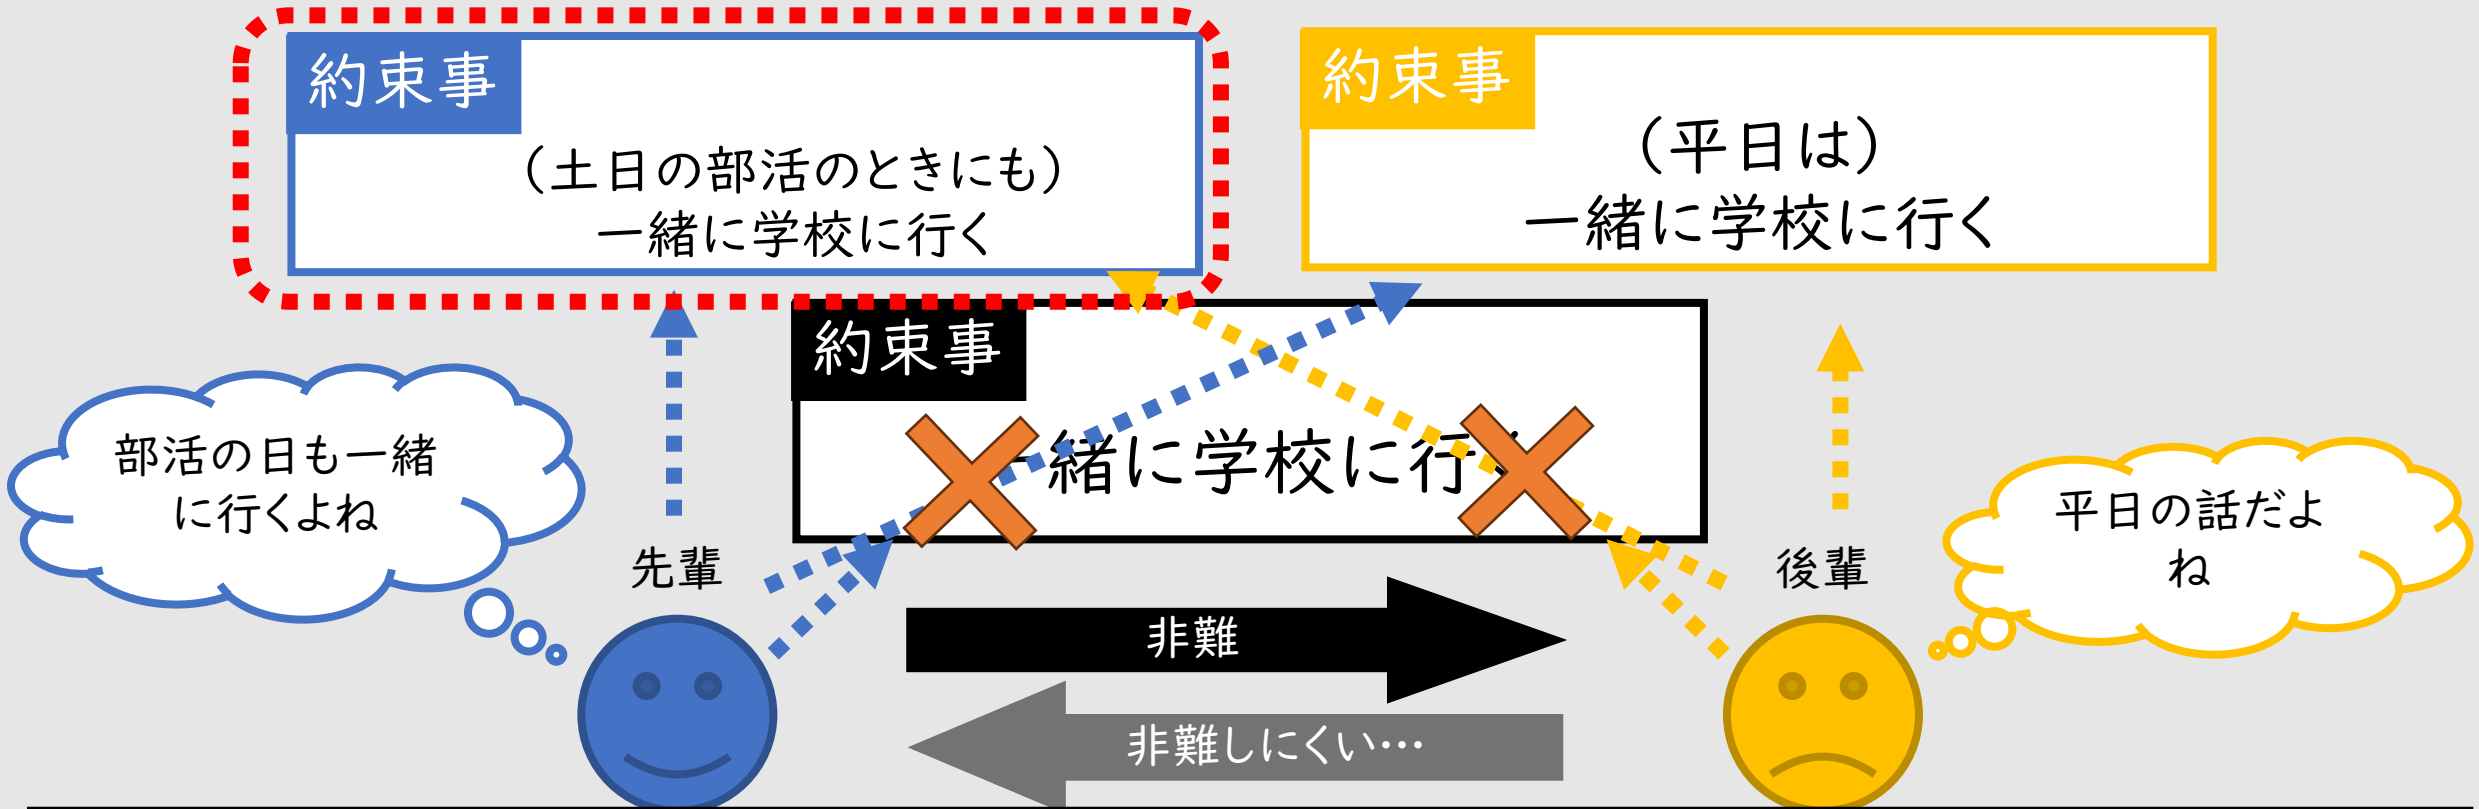 約束事
（土日の部活のときにも）
一緒に学校に行く
約束事
（平日は）
一緒に学校に行く
約束事
一緒に学校に行く
部活の日も一緒
に行くよね
平日の話だよ
ね
先輩
後輩
非難
非難しにくい…